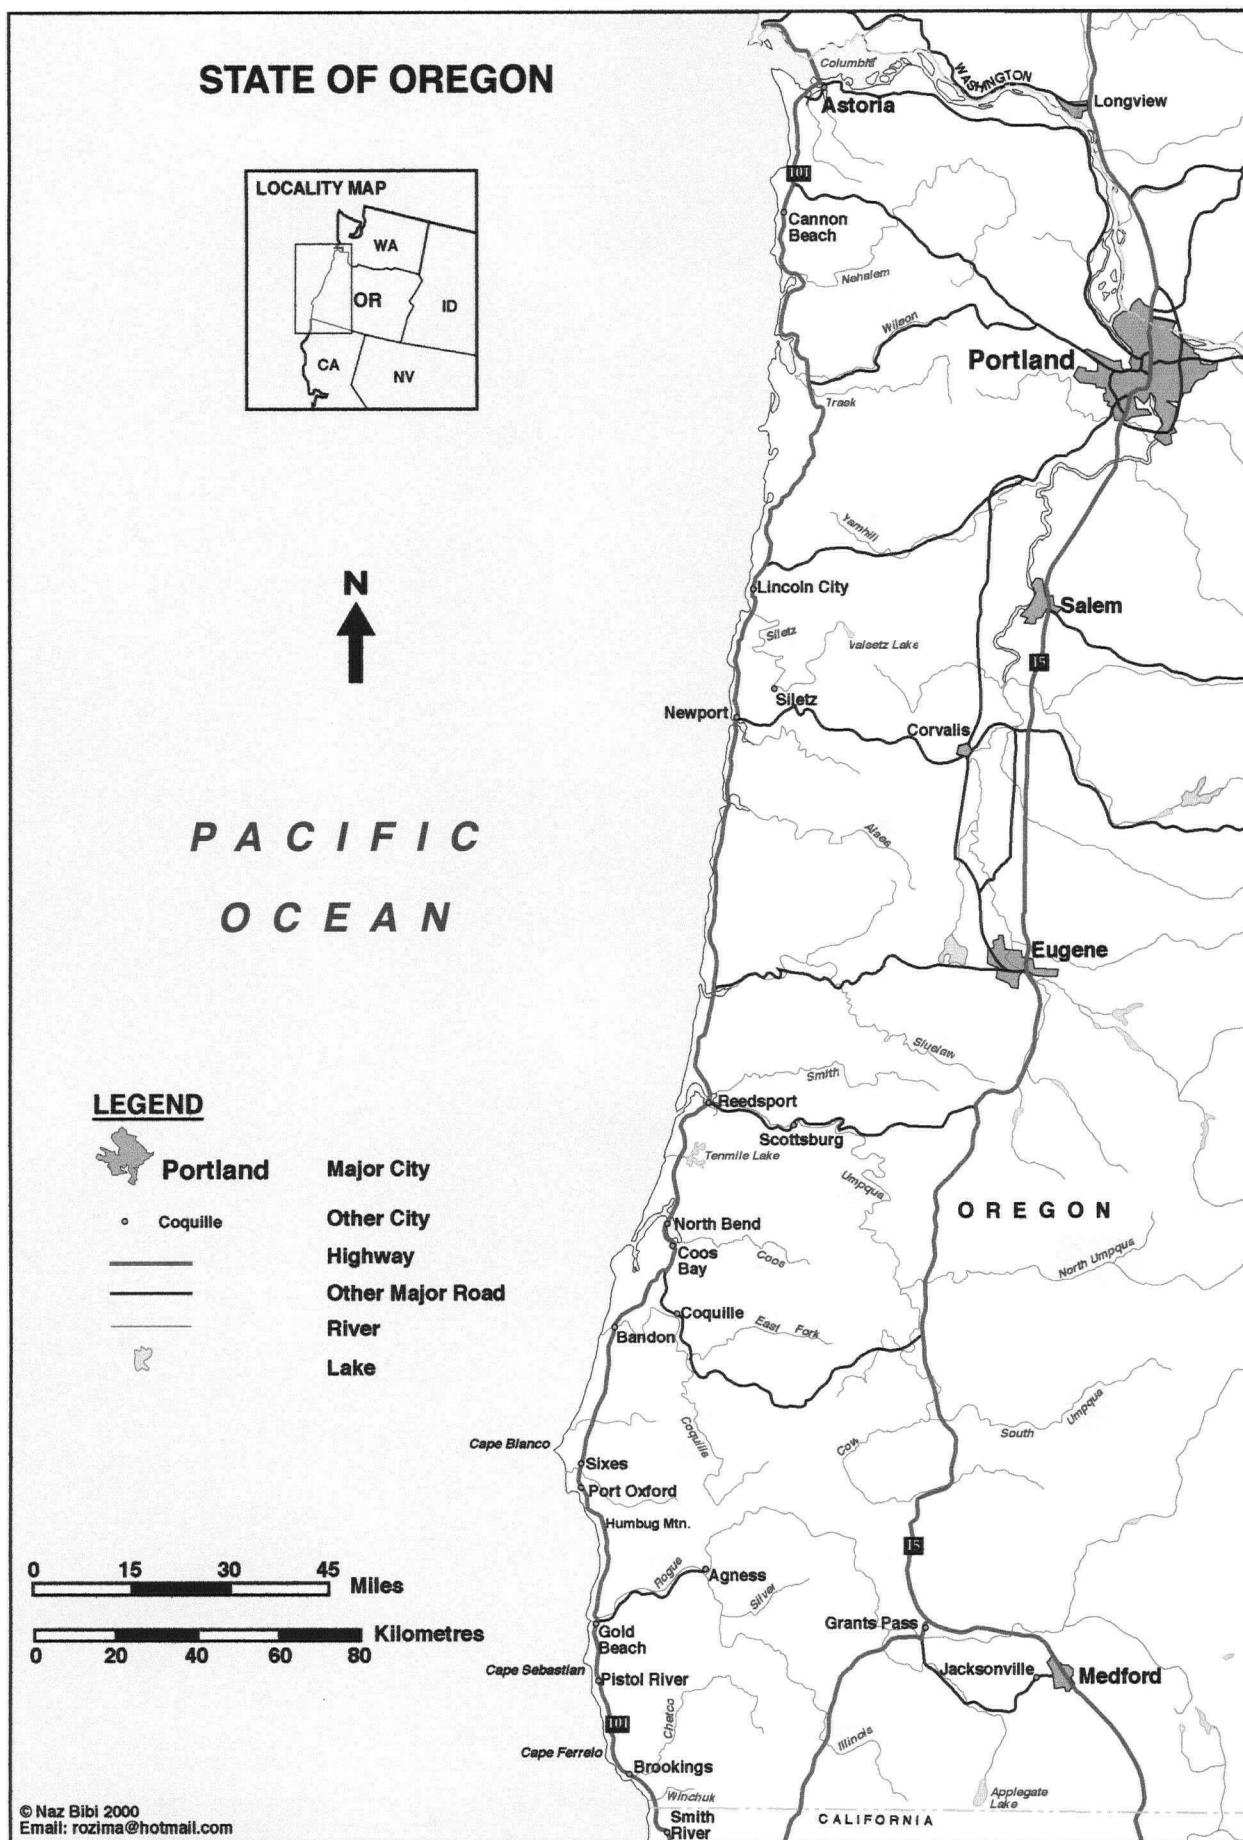 STATE OF OREGON
LOCALITY MAP
WA
OR
ID
CA
NV
N
PACIFIC
OCEAN
Columbia
WASHINGTON
Longview
Astoria
101
Cannon
Beach
Nehalem
Wilson
Portland
Trask
Yamhill
Lincoln City
Salem
Siletz
Valsetz Lake
15
Siletz
Newport
Corvalis
Alsea
Eugene
Siuslaw
Smith
Reedsport
Scottsburg
Tenmile Lake
Umpqua
OREGON
North Bend
Coos
Bay
Coos
North Umpqua
Coquille
East Fork
Bandon
Umpqua
South
Cow
Coquille
Cape Blanco
Sixes
Port Oxford
Humbug Mtn.
15
Rogue
Agness
Silver
Gold
Beach
Grants Pass
Cape Sebastian
Pistol River
Jacksonville
Medford
Chetco
101
Illinois
Cape Ferrelo
Brookings
Winchuk
Applegate
Lake
Smith
River
CALIFORNIA
LEGEND
Portland Major City
Coquille Other City
Highway
Other Major Road
River
Lake
0 15 30 45
Miles
Kilometres
0 20 40 60 80
© Naz Bibi 2000
Email: rozima@hotmail.com